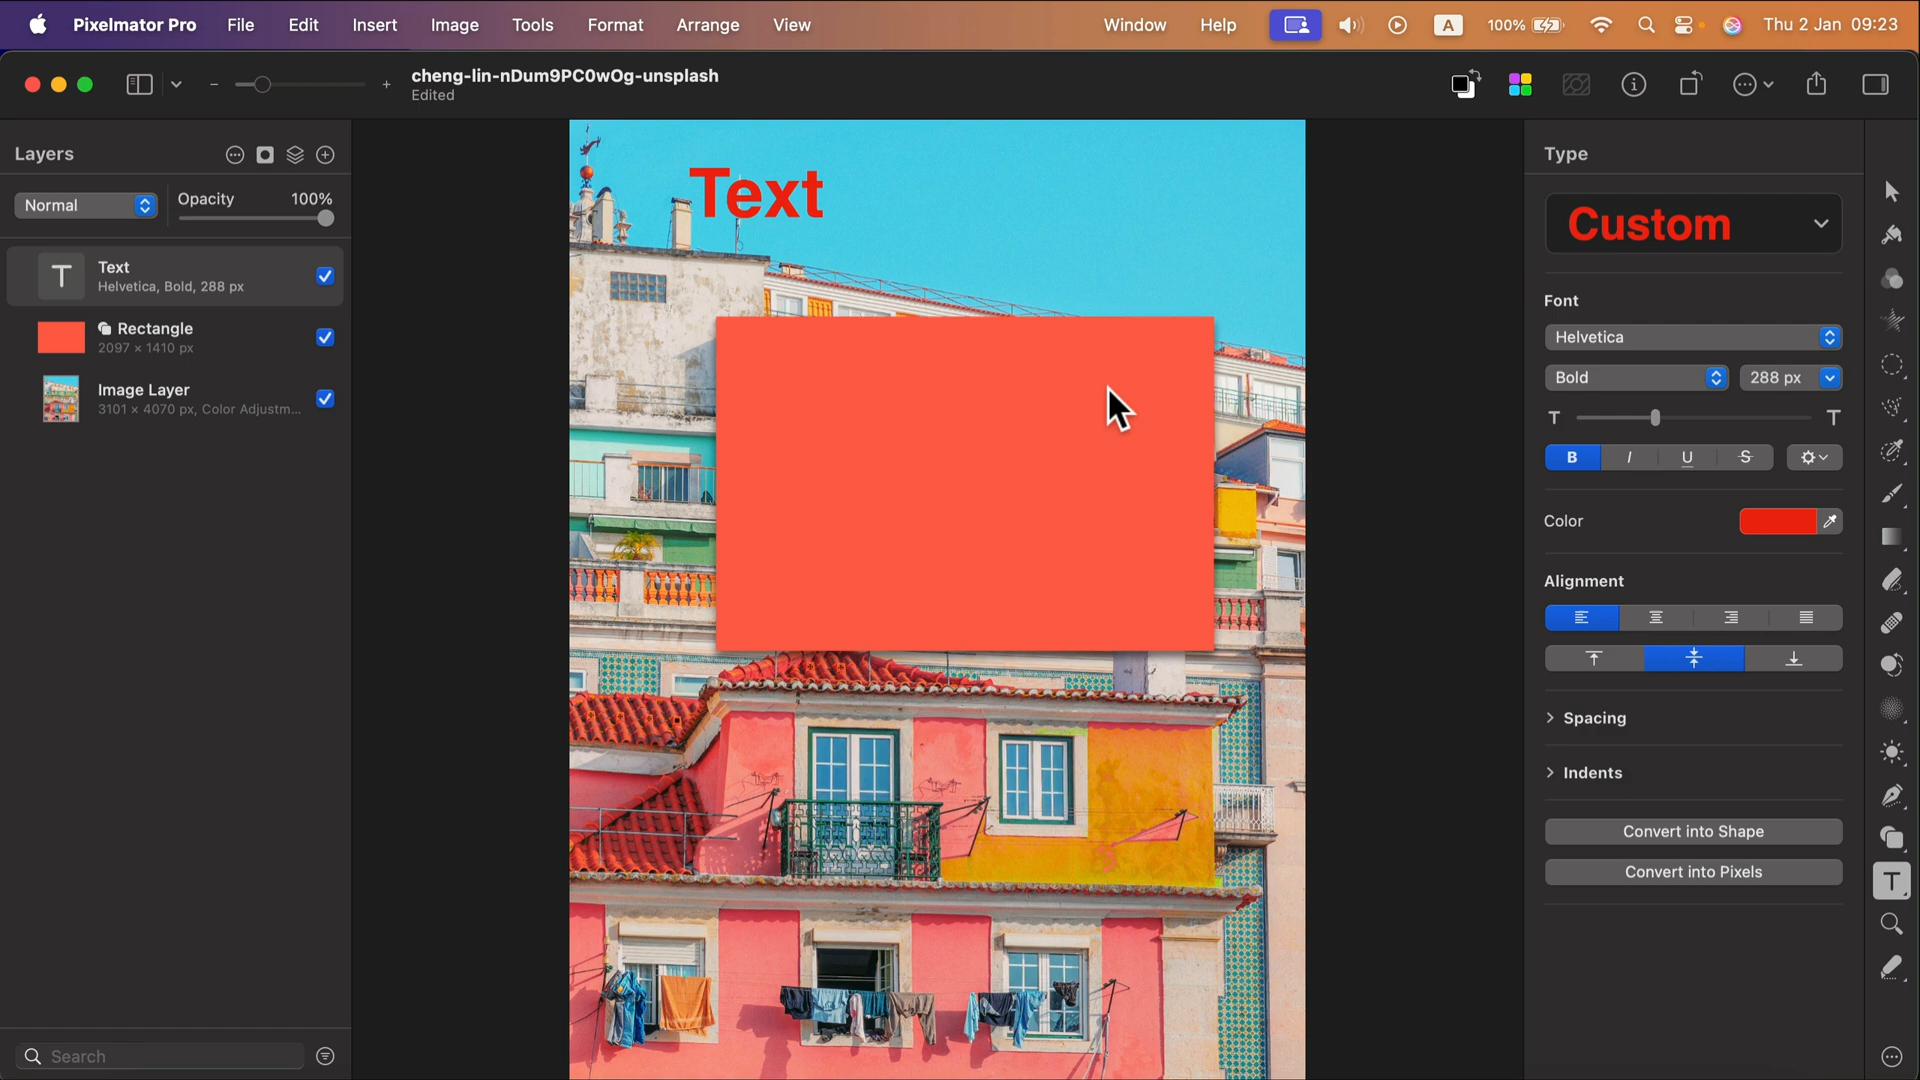 Pixelmator Pro File Edit Insert Image Tools Format Arrange View Window Help A 100% Thu 2 Jan 09:23
cheng-lin-nDum9PC0wOg-unsplash
Edited
Layers
Normal
Opacity 100%
Text
Helvetica, Bold, 288 px
Rectangle
2097 × 1410 px
Image Layer
3101 × 4070 px, Color Adjustm...
Search
Text
Type
Custom
Font
Helvetica
Bold 288 px
T T
B I U S
Color
Alignment
Spacing
Indents
Convert into Shape
Convert into Pixels
T